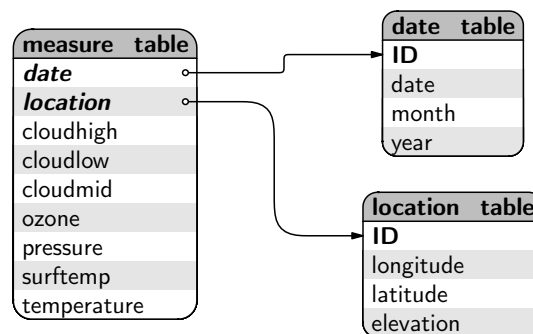 measure table
date
location
cloudhigh
cloudlow
cloudmid
ozone
pressure
surftemp
temperature
date table
ID
date
month
year
location table
ID
longitude
latitude
elevation